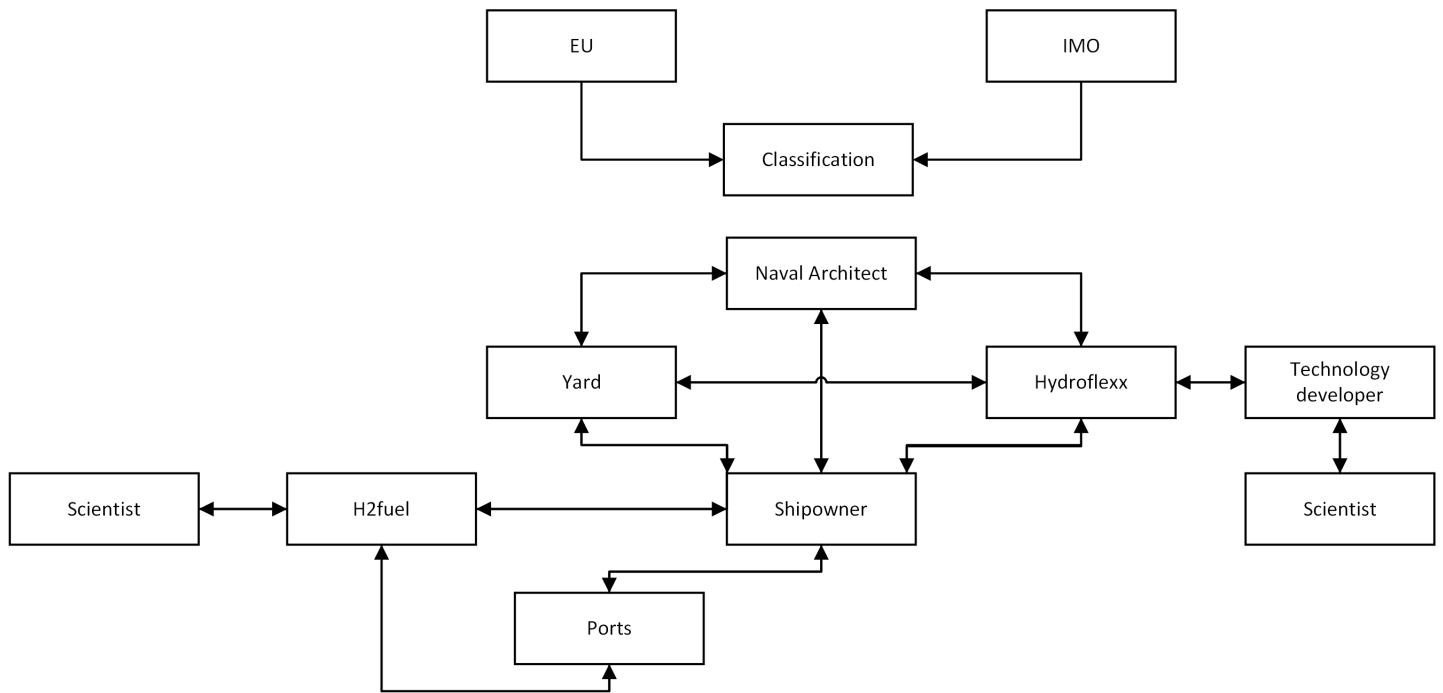 EU
IMO
Classification
Naval Architect
Yard
Hydroflexx
Technology
developer
Scientist
H2fuel
Shipowner
Scientist
Ports